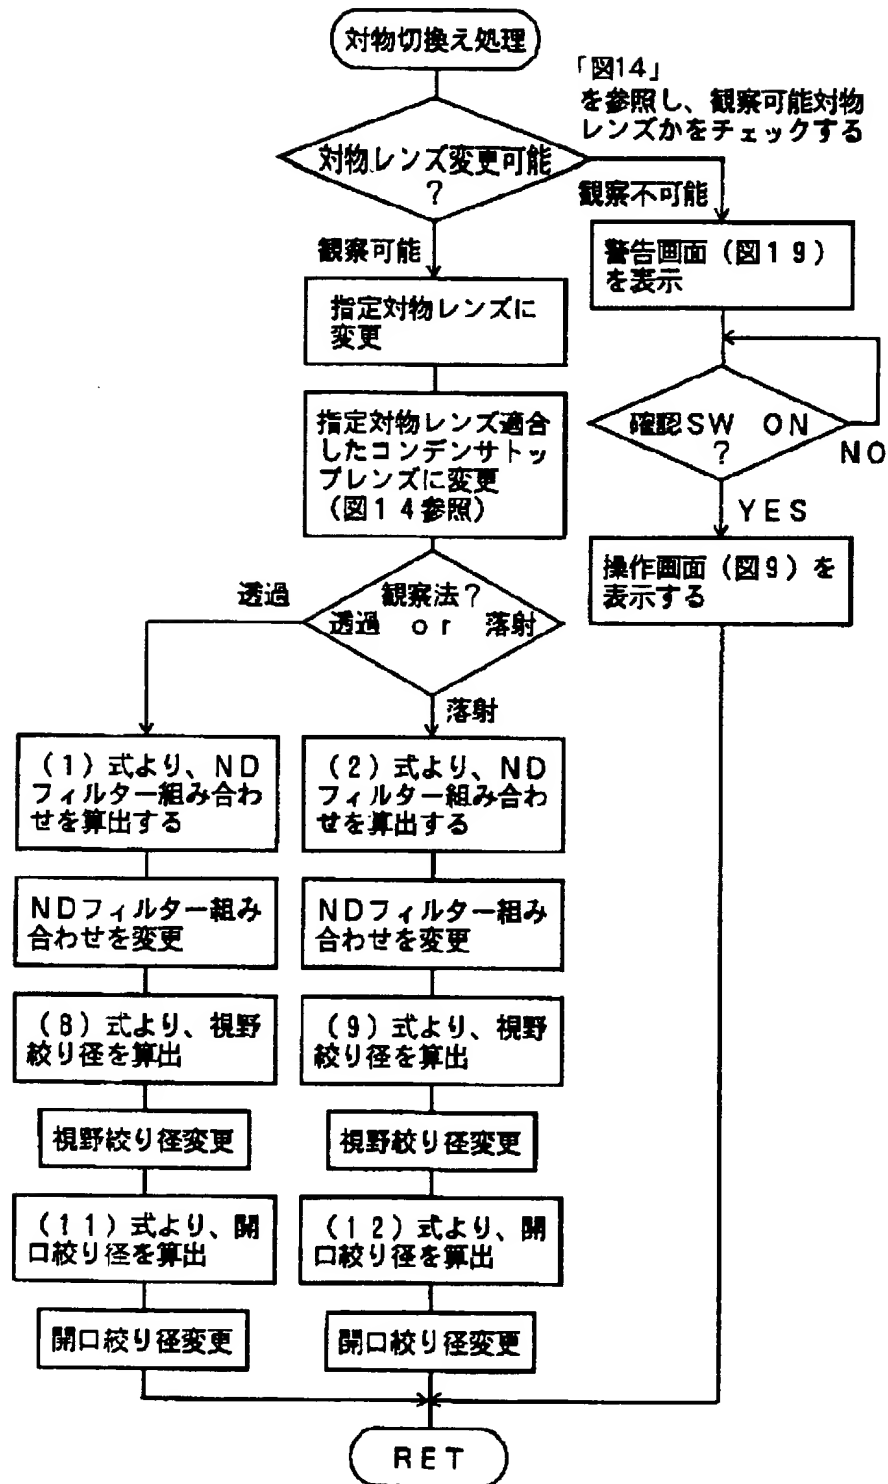 対物切換え処理
「図14」
を参照し、観察可能対物
レンズかをチェックする
対物レンズ変更可能
?
観察不可能
観察可能
警告画面(図19)
を表示
指定対物レンズに
変更
確認SW ON
?
NO
YES
指定対物レンズ適合
したコンデンサトッ
プレンズに変更
(図14参照)
操作画面(図9)を
表示する
観察法?
透過 or 落射
透過
落射
(1)式より、ND
フィルター組み合わ
せを算出する
NDフィルター組み
合わせを変更
(8)式より、視野
絞り径を算出
視野絞り径変更
(11)式より、開
口絞り径を算出
開口絞り径変更
(2)式より、ND
フィルター組み合わ
せを算出する
NDフィルター組み
合わせを変更
(9)式より、視野
絞り径を算出
視野絞り径変更
(12)式より、開
口絞り径を算出
開口絞り径変更
RET